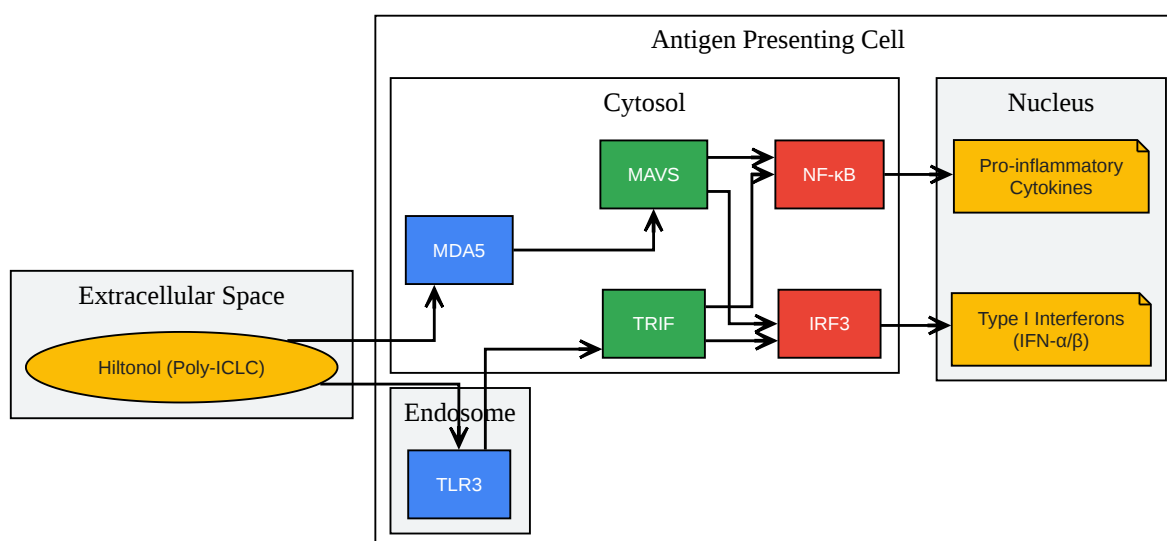 Antigen Presenting Cell
Cytosol
Nucleus
MAVS
NF-κB
Pro-inflammatory
Cytokines
MDA5
Extracellular Space
Hiltonol (Poly-ICLC)
TRIF
IRF3
Type I Interferons
(IFN-α/β)
Endosome
TLR3